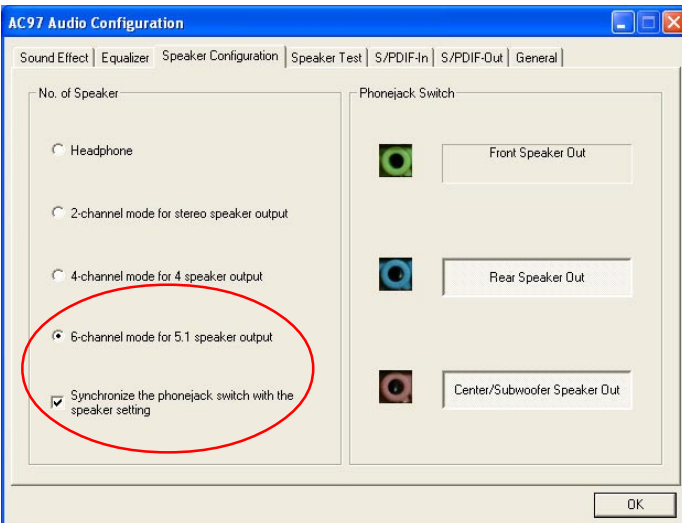 AC97 Audio Configuration
Sound Effect Equalizer Speaker Configuration Speaker Test S/PDIF-In S/PDIF-Out General
No. of Speaker
Headphone
2-channel mode for stereo speaker output
4-channel mode for 4 speaker output
6-channel mode for 5.1 speaker output
Synchronize the phonejack switch with the
speaker setting
Phonejack Switch
Front Speaker Out
Rear Speaker Out
Center/Subwoofer Speaker Out
OK